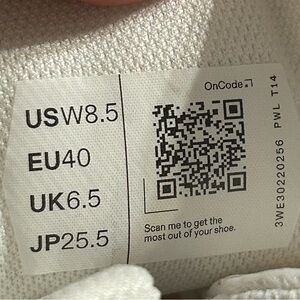 USW8.5
EU40
UK6.5
JP25.5
OnCode
Scan me to get the
most out of your shoe.
3WE30220256 PWL T14